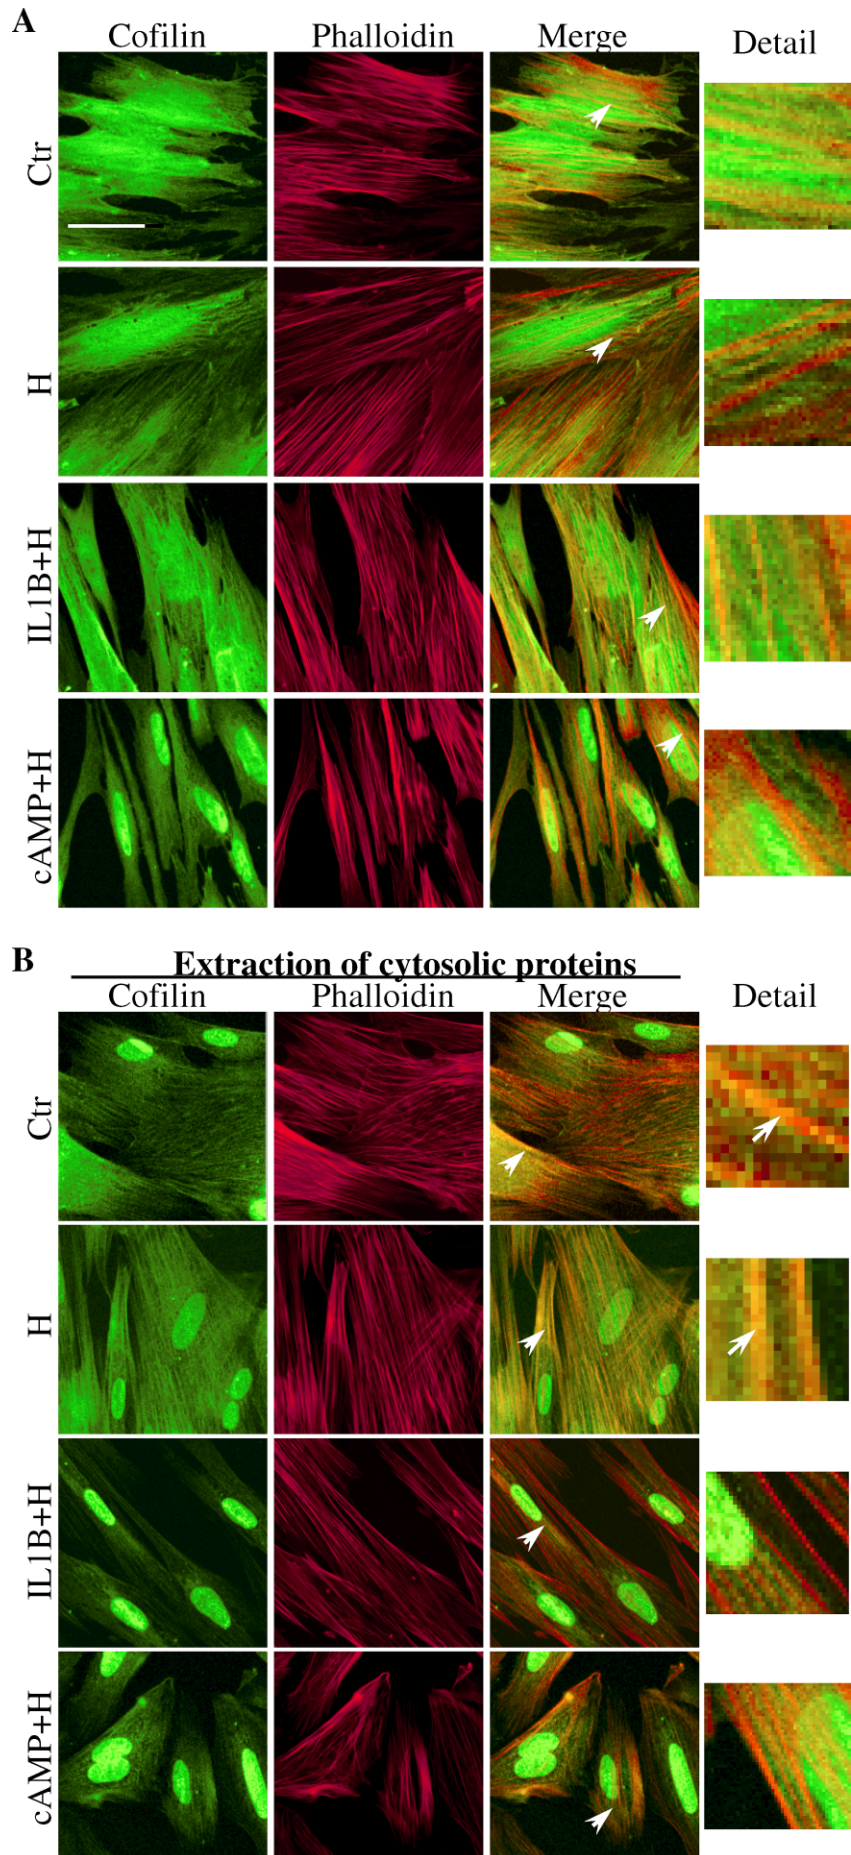 A
Cofilin Phalloidin Merge Detail
Ctr
H
IL1B+H
cAMP+H
B
Extraction of cytosolic proteins
Cofilin Phalloidin Merge Detail
Ctr
H
IL1B+H
cAMP+H